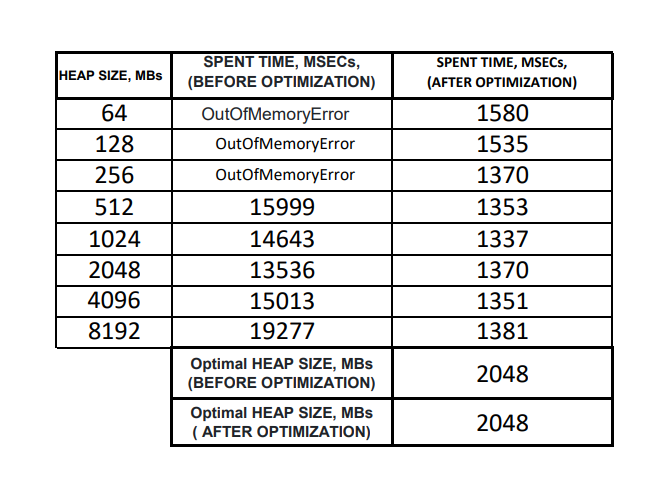 HEAP SIZE, MBs
SPENT TIME, MSECs,
(BEFORE OPTIMIZATION)
SPENT TIME, MSECs,
(AFTER OPTIMIZATION)
64 OutOfMemoryError 1580
128 OutOfMemoryError 1535
256 OutOfMemoryError 1370
512 15999 1353
1024 14643 1337
2048 13536 1370
4096 15013 1351
8192 19277 1381
Optimal HEAP SIZE, MBs
(BEFORE OPTIMIZATION)
2048
Optimal HEAP SIZE, MBs
( AFTER OPTIMIZATION)
2048